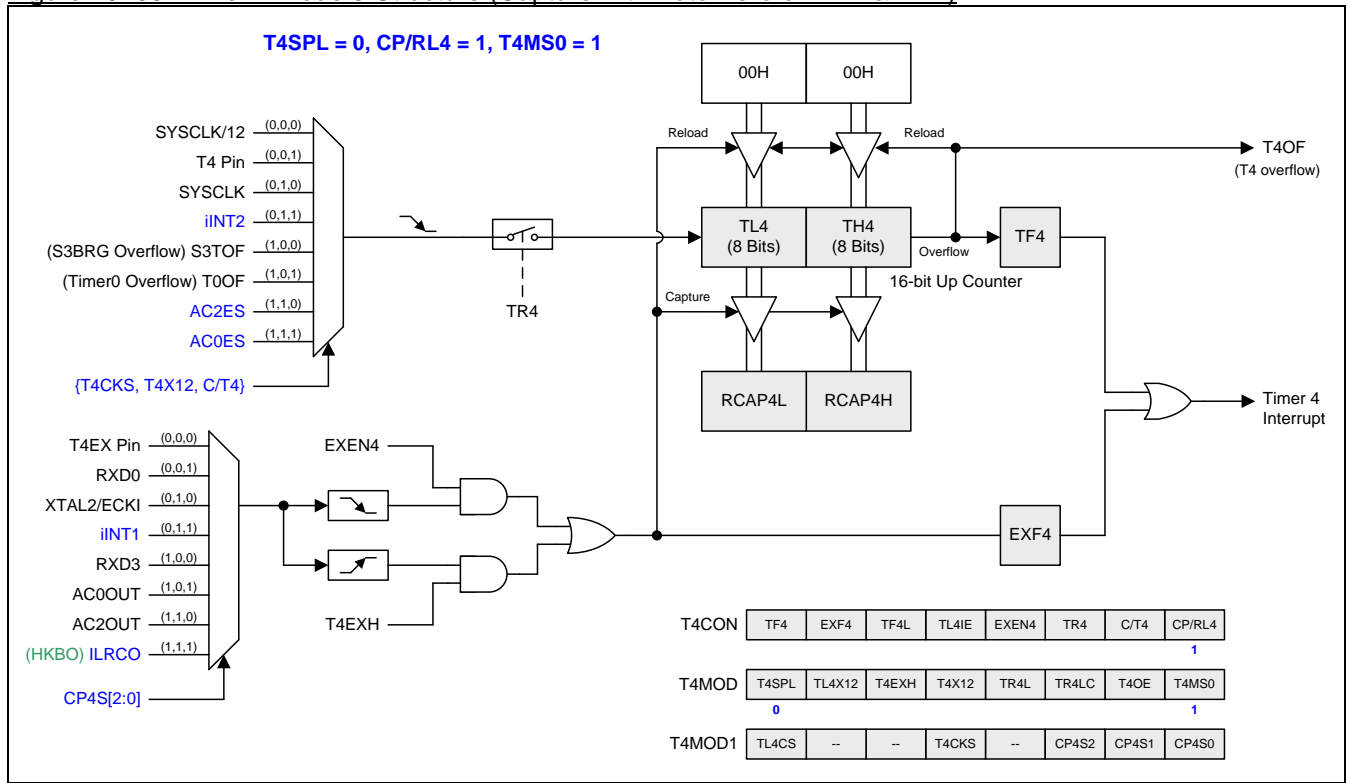 T4SPL = 0, CP/RL4 = 1, T4MS0 = 1
00H 00H
SYSCLK/12 (0,0,0)
T4 Pin (0,0,1)
SYSCLK (0,1,0)
iINT2 (0,1,1)
(S3BRG Overflow) S3TOF (1,0,0)
(Timer0 Overflow) T0OF (1,0,1)
AC2ES (1,1,0)
AC0ES (1,1,1)
{T4CKS, T4X12, C/T4}
TR4
Reload Reload
T4OF
(T4 overflow)
TL4 TH4
(8 Bits) (8 Bits)
Overflow
TF4
16-bit Up Counter
Capture
RCAP4L RCAP4H
Timer 4
Interrupt
T4EX Pin (0,0,0)
RXD0 (0,0,1)
XTAL2/ECKI (0,1,0)
iINT1 (0,1,1)
RXD3 (1,0,0)
AC0OUT (1,0,1)
AC2OUT (1,1,0)
(HKBO) ILRCO (1,1,1)
CP4S[2:0]
EXEN4
T4EXH
EXF4
T4CON TF4 EXF4 TF4L TL4IE EXEN4 TR4 C/T4 CP/RL4
1
T4MOD T4SPL TL4X12 T4EXH T4X12 TR4L TR4LC T4OE T4MS0
0 1
T4MOD1 TL4CS -- -- T4CKS -- CP4S2 CP4S1 CP4S0